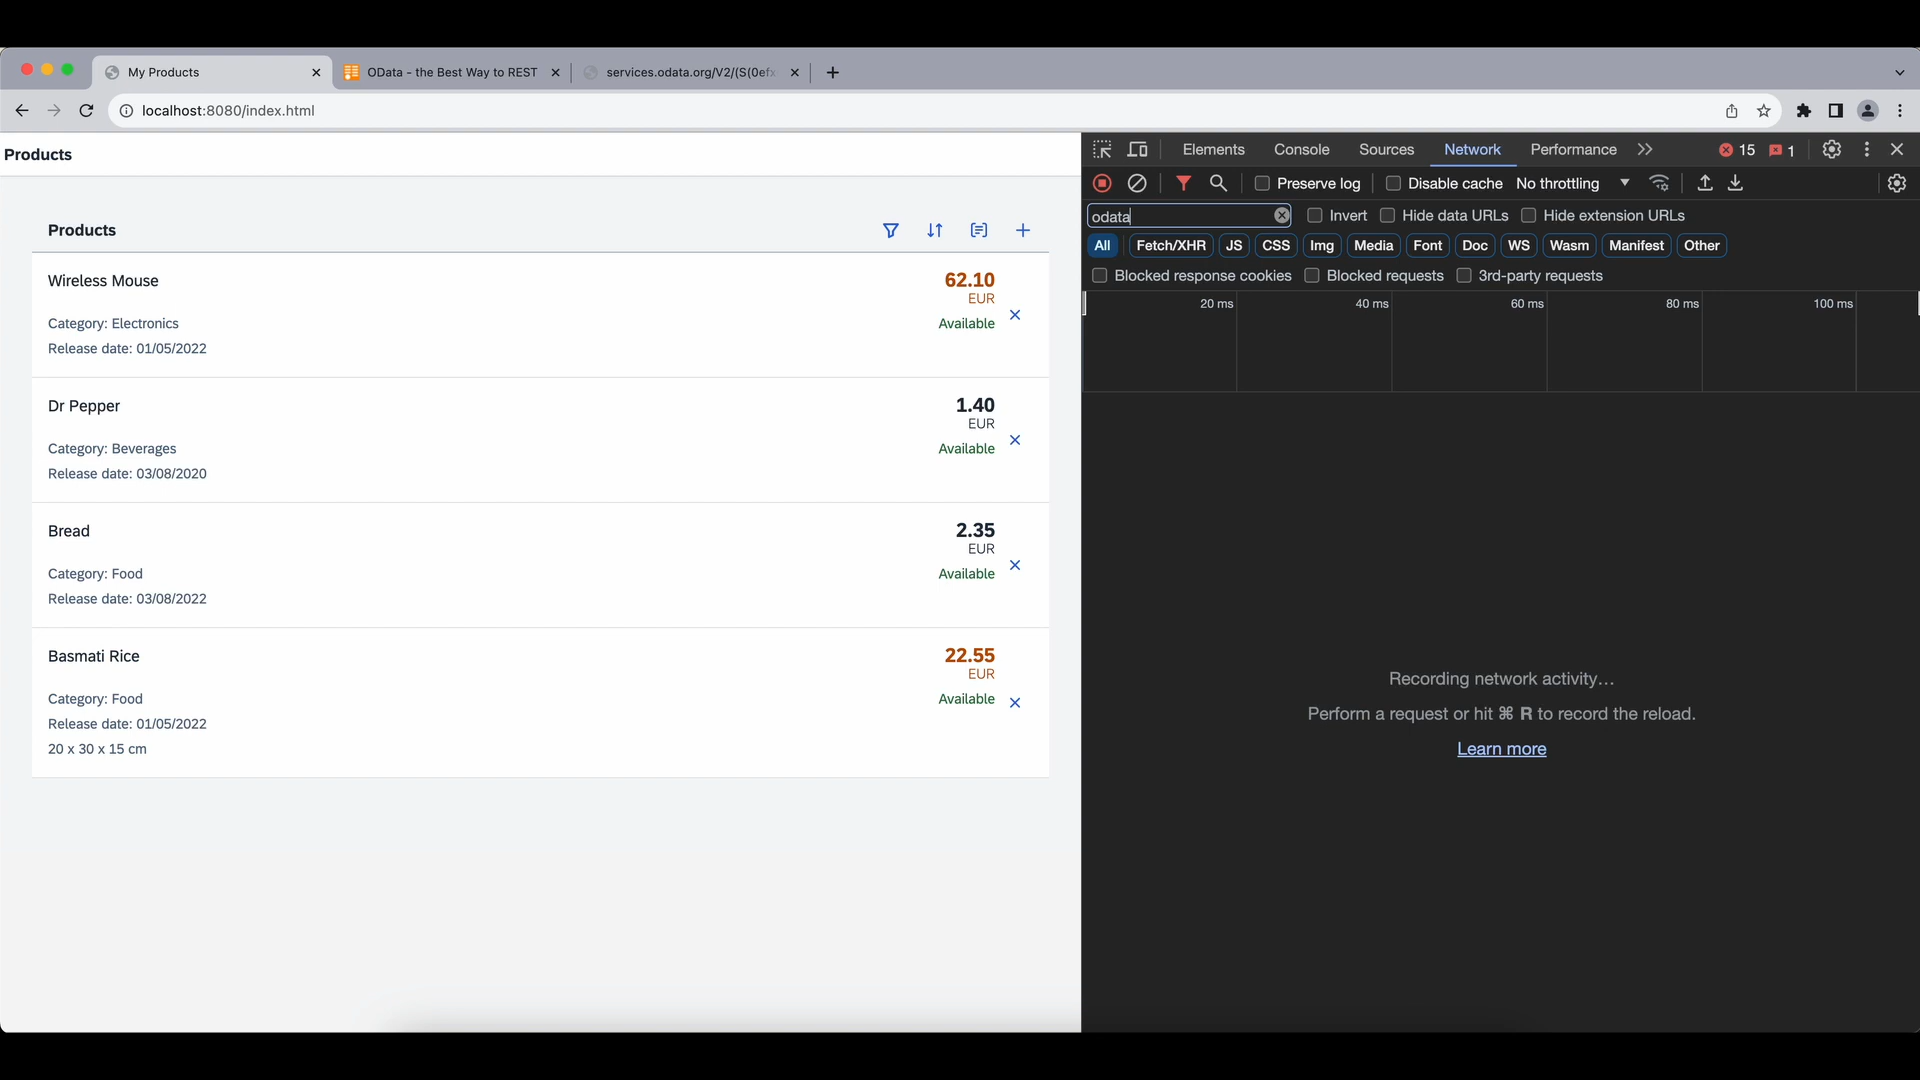 My Products
OData - the Best Way to REST
services.odata.org/V2/(S(0efx
localhost:8080/index.html
Products
Elements Console Sources Network Performance 15 1
Preserve log Disable cache No throttling
odata Invert Hide data URLs Hide extension URLs
All Fetch/XHR JS CSS Img Media Font Doc WS Wasm Manifest Other
Blocked response cookies Blocked requests 3rd-party requests
20 ms 40 ms 60 ms 80 ms 100 ms
Products
Wireless Mouse 62.10
EUR
Category: Electronics Available
Release date: 01/05/2022
Dr Pepper 1.40
EUR
Category: Beverages Available
Release date: 03/08/2020
Bread 2.35
EUR
Category: Food Available
Release date: 03/08/2022
Basmati Rice 22.55
EUR
Category: Food Available
Release date: 01/05/2022
20 x 30 x 15 cm
Recording network activity…
Perform a request or hit ⌘ R to record the reload.
Learn more